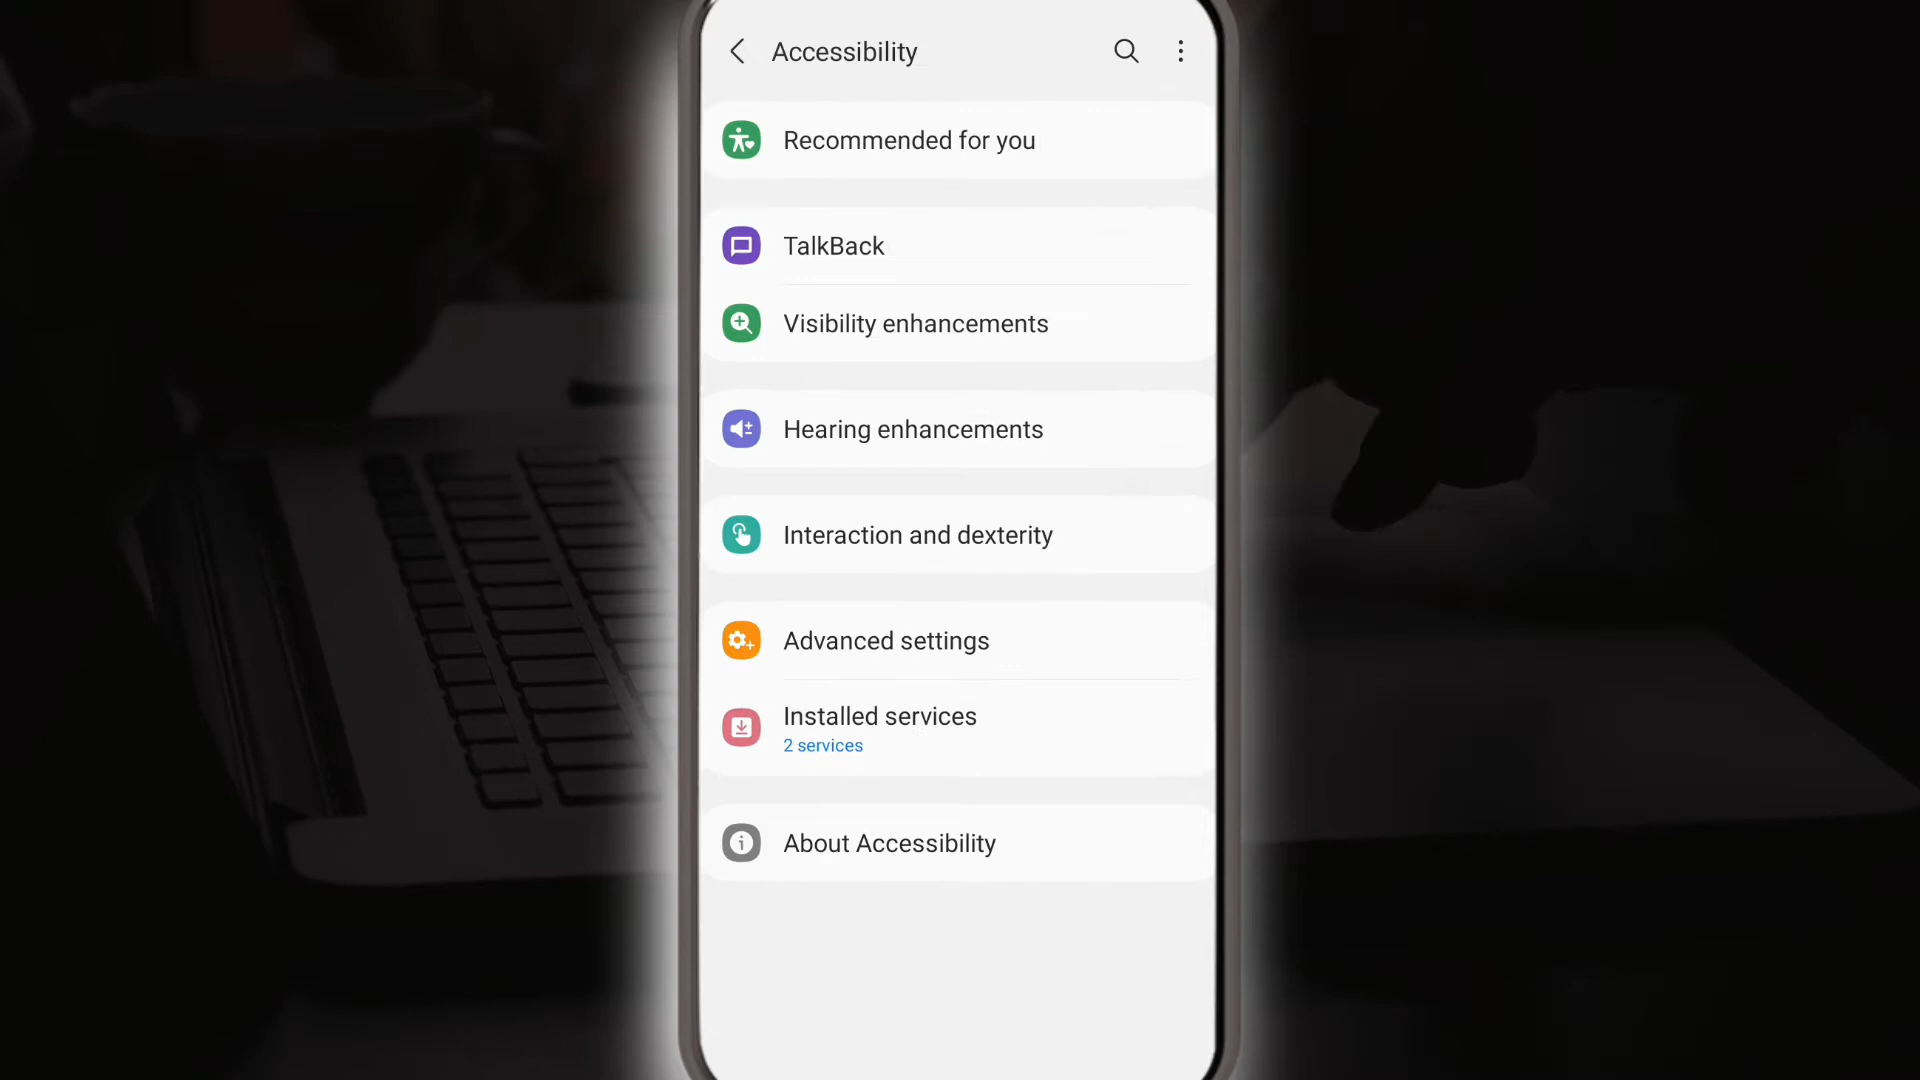 Accessibility
Recommended for you
TalkBack
Visibility enhancements
Hearing enhancements
Interaction and dexterity
Advanced settings
Installed services
2 services
About Accessibility